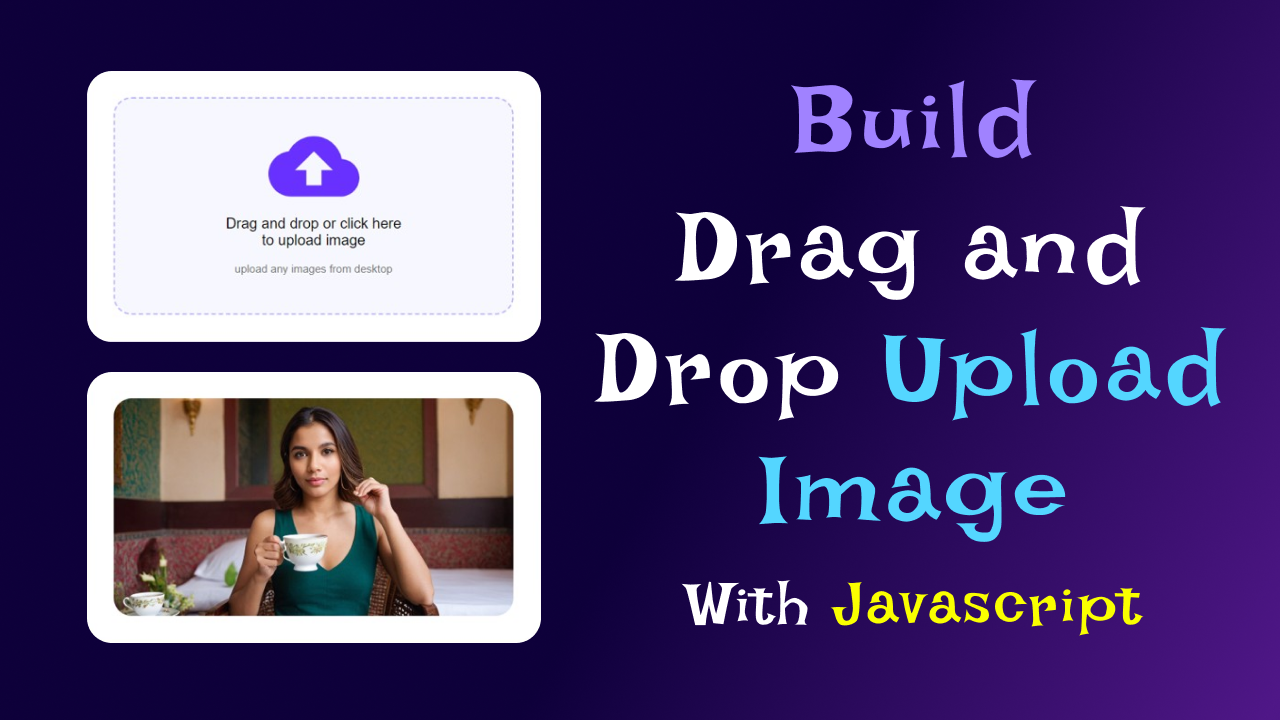 Drag and drop or click here
to upload image
upload any images from desktop
Build
Drag and
Drop Upload
Image
With Javascript